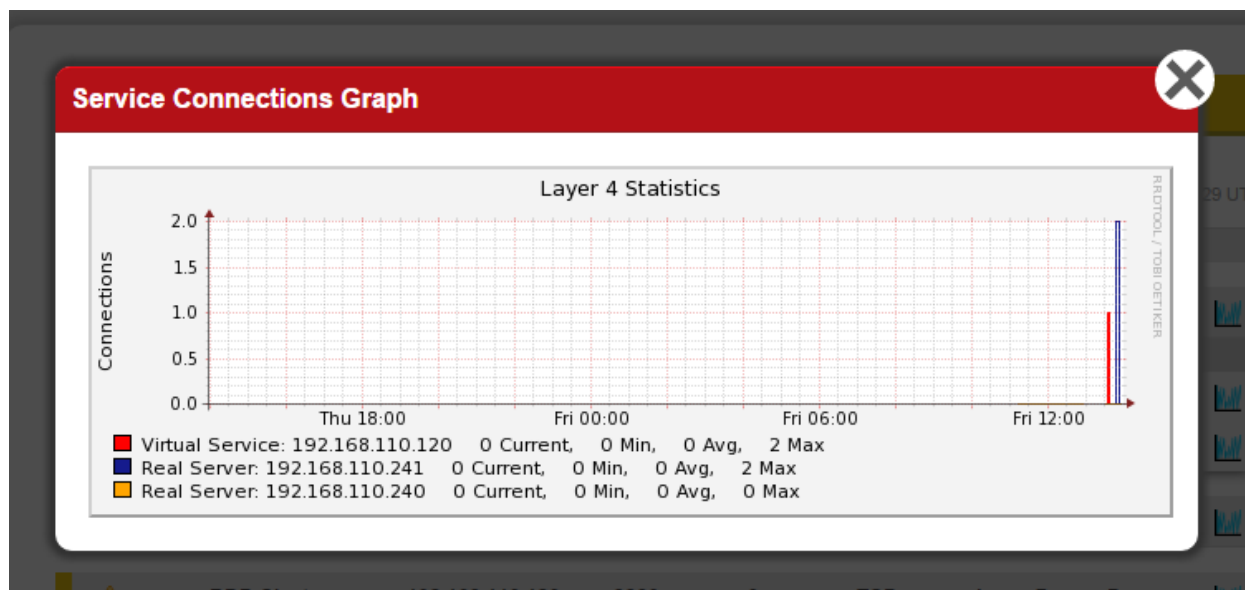 Service Connections Graph
29 UT
Layer 4 Statistics
RRDTOOL / TOBI OETIKER
Connections
2.0
1.5
1.0
0.5
0.0
Thu 18:00 Fri 00:00 Fri 06:00 Fri 12:00
Virtual Service: 192.168.110.120 0 Current, 0 Min, 0 Avg, 2 Max
Real Server: 192.168.110.241 0 Current, 0 Min, 0 Avg, 2 Max
Real Server: 192.168.110.240 0 Current, 0 Min, 0 Avg, 0 Max